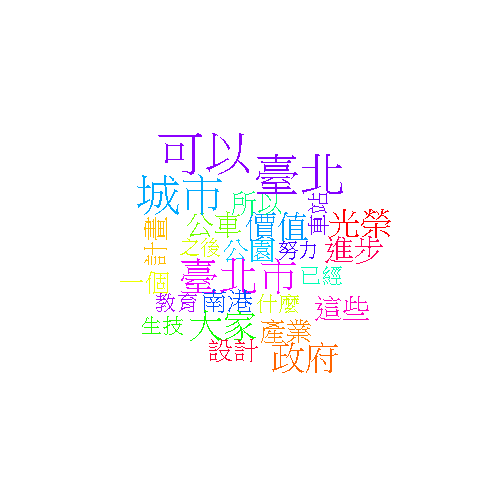 可以
臺北
城市
所以
車站
公車
價值
光榮
計畫
之後
公園
努力
進步
臺北市
已經
一個
教育
南港
什麼
這些
生技
大家
產業
設計
政府